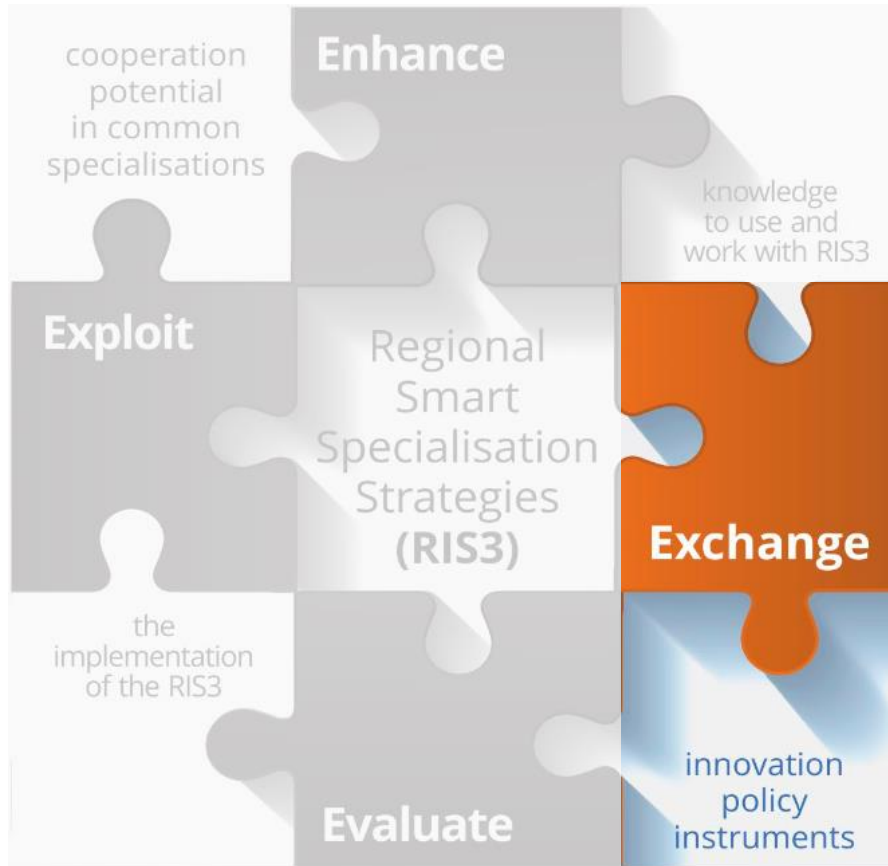 cooperation
potential
in common
specialisations
Enhance
knowledge
to use and
work with RIS3
Exploit
Regional
Smart
Specialisation
Strategies
(RIS3)
Exchange
the
implementation
of the RIS3
Evaluate
innovation
policy
instruments